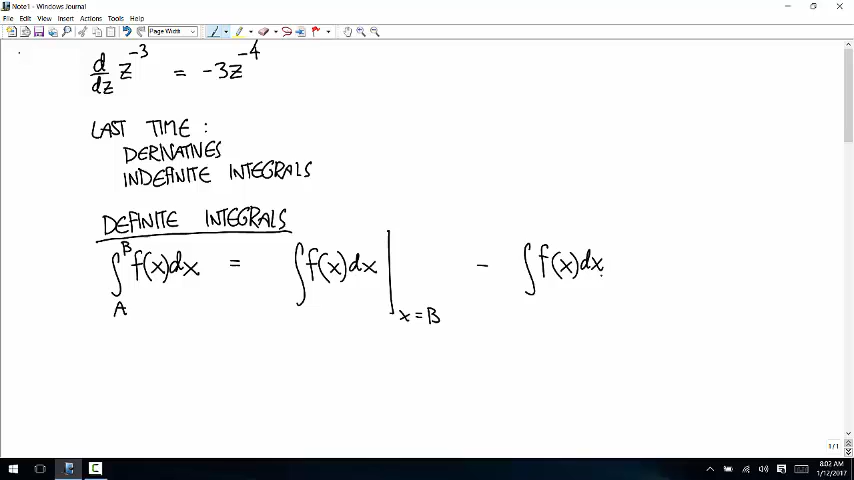 Note1 - Windows Journal
File Edit View Insert Actions Tools Help
Page Width
d/dz z^-3 = -3z^-4
LAST TIME :
DERIVATIVES
INDEFINITE INTEGRALS
DEFINITE INTEGRALS
∫_A^B f(x)dx = ∫f(x)dx |_x=B - ∫f(x)dx
1/1
8:02 AM
1/12/2017